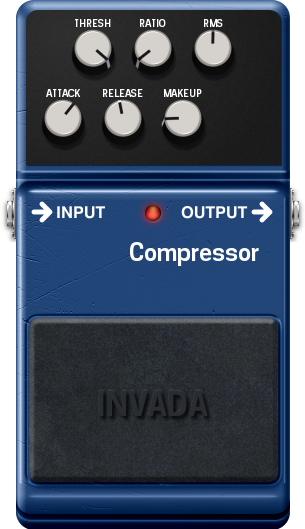 THRESH RATIO RMS
ATTACK RELEASE MAKEUP
INPUT OUTPUT
Compressor
INVADA